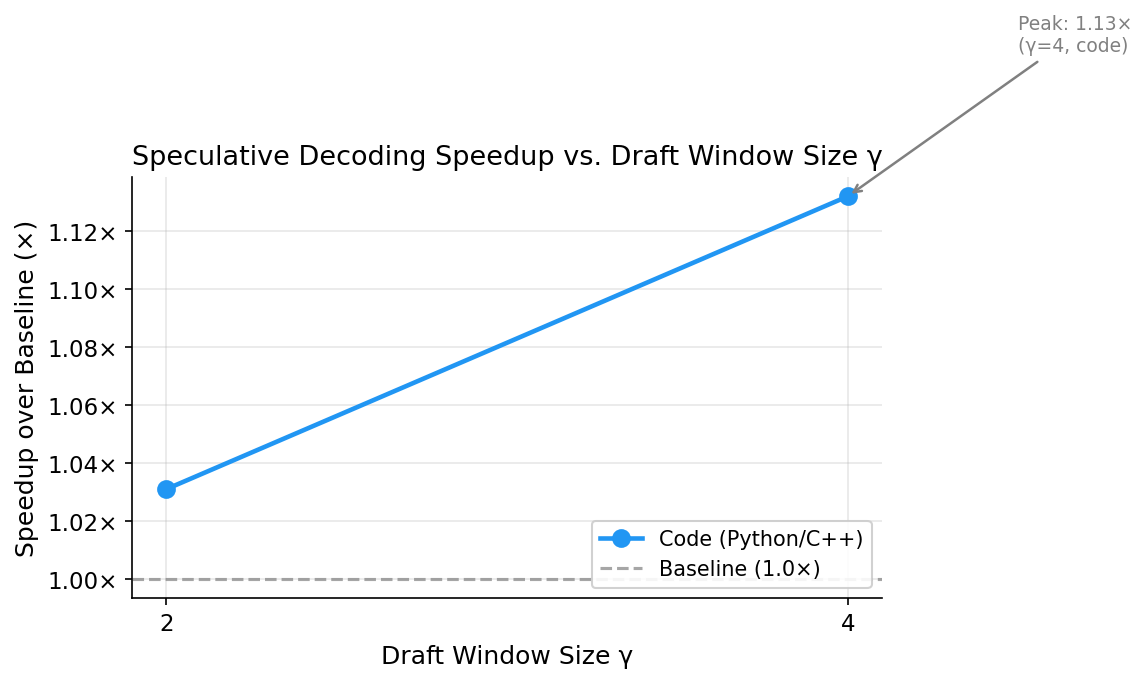 Peak: 1.13×
(γ=4, code)
Speculative Decoding Speedup vs. Draft Window Size γ
Speedup over Baseline (×)
1.12×
1.10×
1.08×
1.06×
1.04×
1.02×
1.00×
Code (Python/C++)
Baseline (1.0×)
2
4
Draft Window Size γ